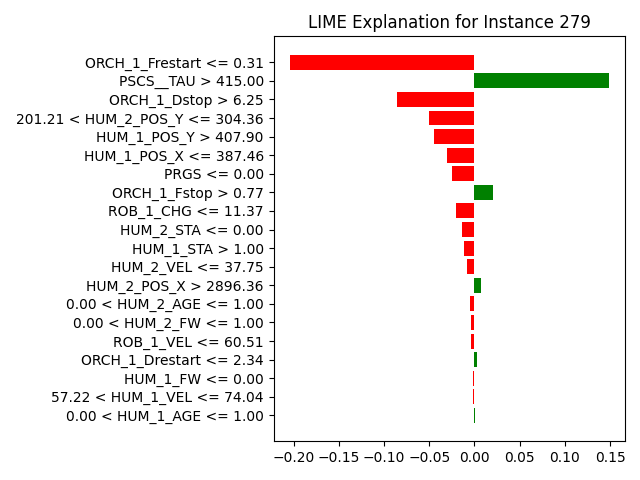 LIME Explanation for Instance 279
ORCH_1_Frestart <= 0.31
PSCS__TAU > 415.00
ORCH_1_Dstop > 6.25
201.21 < HUM_2_POS_Y <= 304.36
HUM_1_POS_Y > 407.90
HUM_1_POS_X <= 387.46
PRGS <= 0.00
ORCH_1_Fstop > 0.77
ROB_1_CHG <= 11.37
HUM_2_STA <= 0.00
HUM_1_STA > 1.00
HUM_2_VEL <= 37.75
HUM_2_POS_X > 2896.36
0.00 < HUM_2_AGE <= 1.00
0.00 < HUM_2_FW <= 1.00
ROB_1_VEL <= 60.51
ORCH_1_Drestart <= 2.34
HUM_1_FW <= 0.00
57.22 < HUM_1_VEL <= 74.04
0.00 < HUM_1_AGE <= 1.00
−0.20 −0.15 −0.10 −0.05 0.00 0.05 0.10 0.15